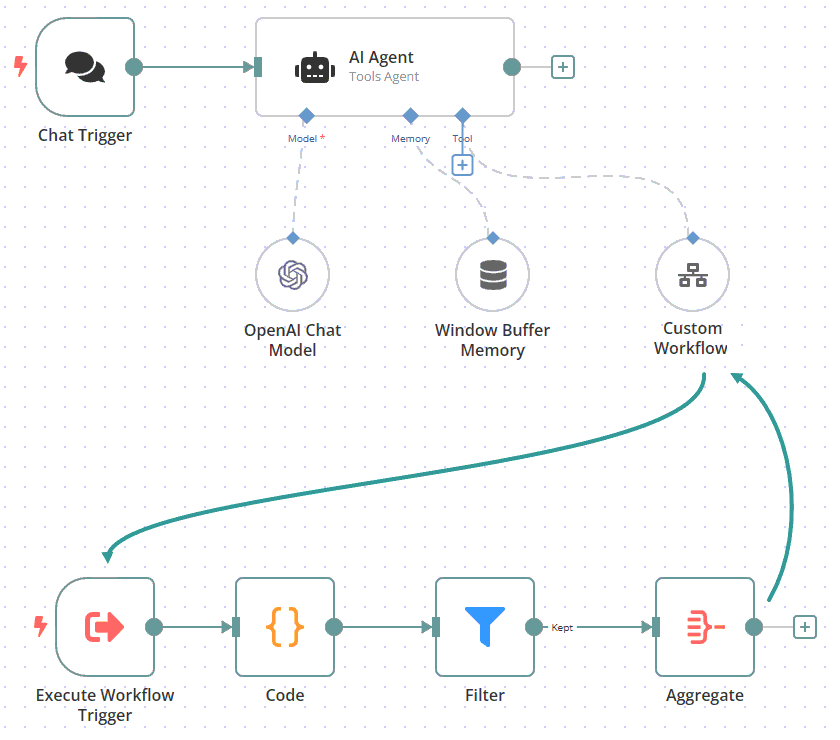 AI Agent
Tools Agent
Chat Trigger
Model *
Memory
Tool
OpenAI Chat
Model
Window Buffer
Memory
Custom
Workflow
Kept
Execute Workflow
Trigger
Code
Filter
Aggregate